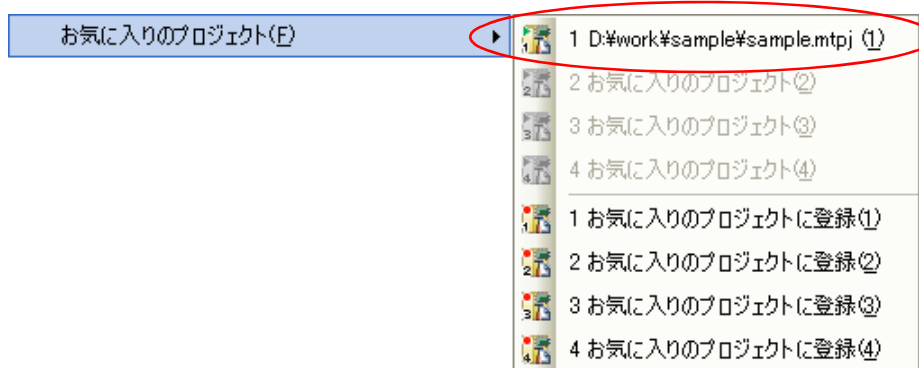 お気に入りのプロジェクト(F)
1 D:¥work¥sample¥sample.mtpj (1)
2 お気に入りのプロジェクト(2)
3 お気に入りのプロジェクト(3)
4 お気に入りのプロジェクト(4)
1 お気に入りのプロジェクトに登録(1)
2 お気に入りのプロジェクトに登録(2)
3 お気に入りのプロジェクトに登録(3)
4 お気に入りのプロジェクトに登録(4)